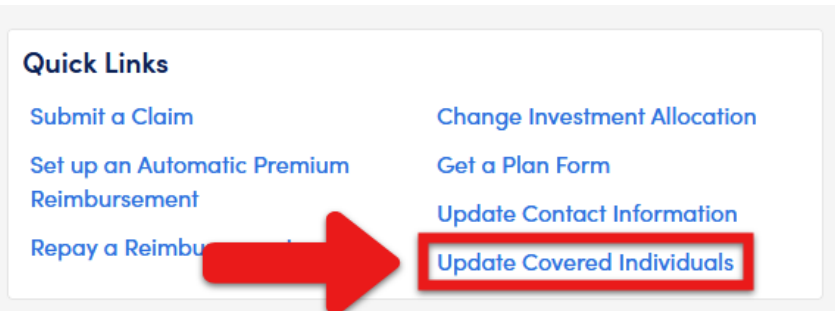 Quick Links
Submit a Claim
Set up an Automatic Premium
Reimbursement
Repay a
Change Investment Allocation
Get a Plan Form
Update Contact Information
Update Covered Individuals